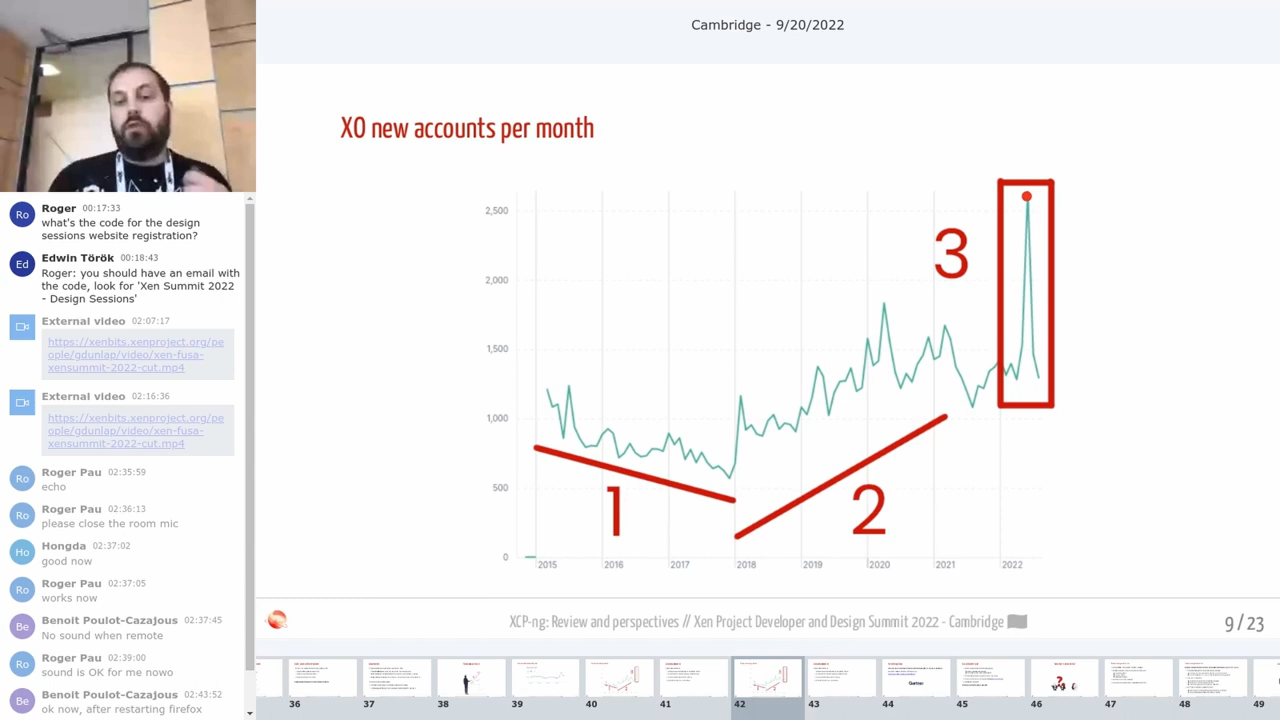 Cambridge - 9/20/2022
XO new accounts per month
2,500
2,000
1,500
1,000
500
0
2015
2016
2017
2018
2019
2020
2021
2022
1
2
3
XCP-ng: Review and perspectives // Xen Project Developer and Design Summit 2022 - Cambridge
9 / 23
Ro
Roger 00:17:33
what's the code for the design
sessions website registration?
Ed
Edwin Török 00:18:43
Roger: you should have an email with
the code, look for 'Xen Summit 2022
- Design Sessions'
External video 02:07:17
https://xenbits.xenproject.org/pe
ople/gdunlap/video/xen-fusa-
xensummit-2022-cut.mp4
External video 02:16:36
https://xenbits.xenproject.org/pe
ople/gdunlap/video/xen-fusa-
xensummit-2022-cut.mp4
Ro
Roger Pau 02:35:59
echo
Ro
Roger Pau 02:36:13
please close the room mic
Ho
Hongda 02:37:02
good now
Ro
Roger Pau 02:37:05
works now
Be
Benoit Poulot-Cazajous 02:37:45
No sound when remote
Ro
Roger Pau 02:39:00
sound is OK for me nowo
Be
Benoit Poulot-Cazajous 02:43:52
ok now, after restarting firefox
36
37
38
39
40
41
42
43
44
45
46
47
48
49